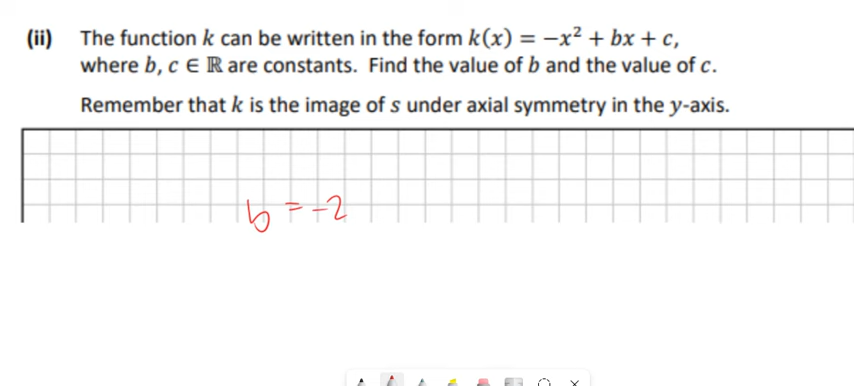 (ii) The function k can be written in the form k(x) = −x² + bx + c,
where b, c ∈ ℝ are constants. Find the value of b and the value of c.
Remember that k is the image of s under axial symmetry in the y-axis.
b = -2